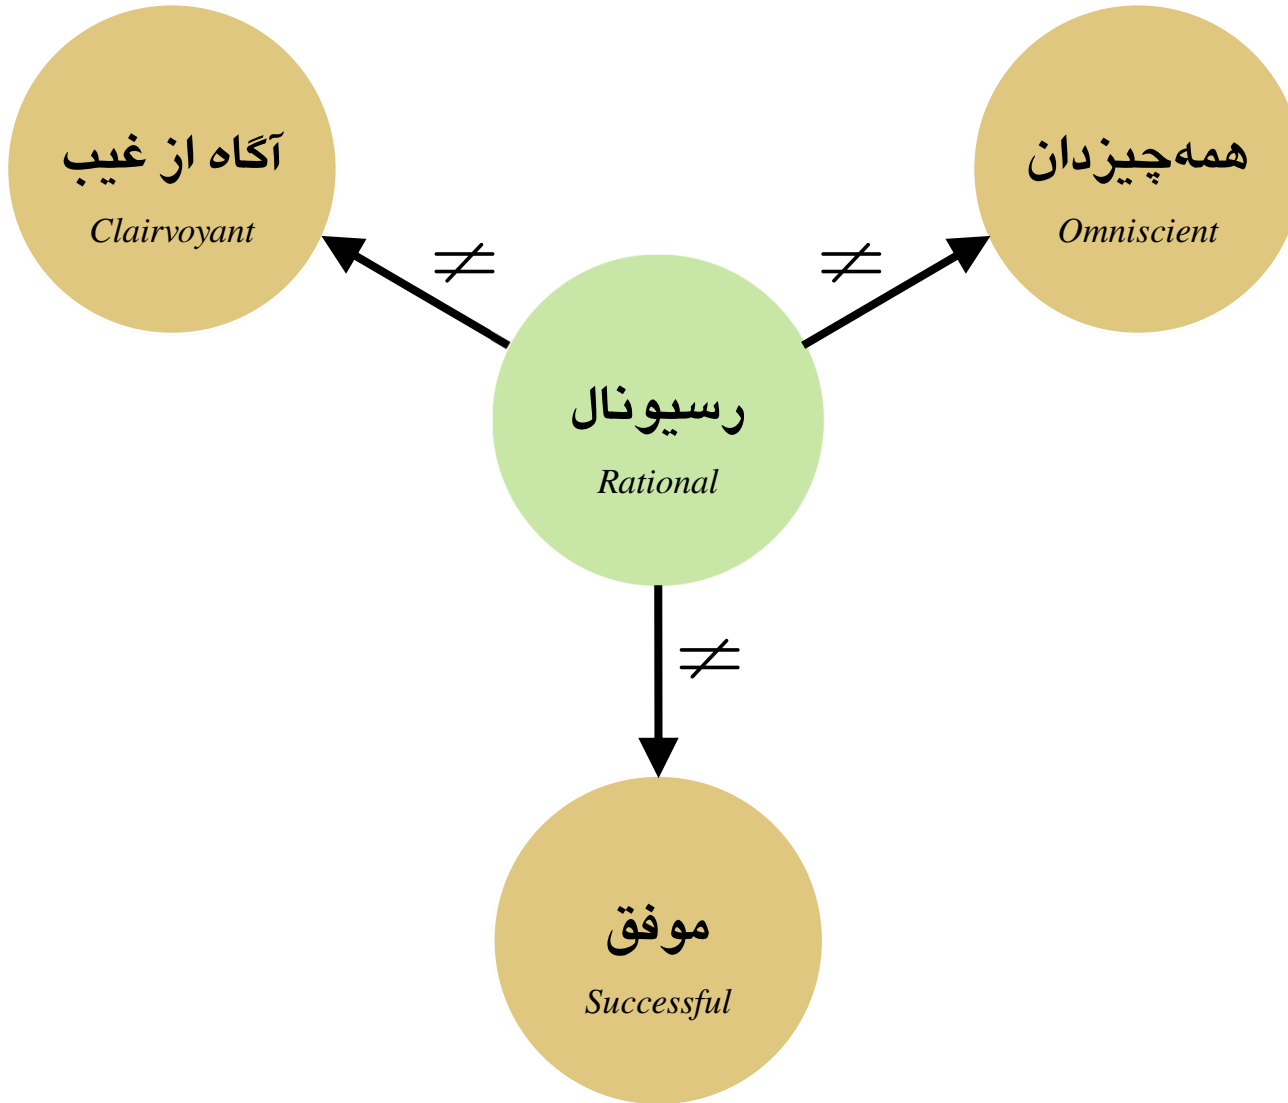 آگاه از غیب
Clairvoyant
همه‌چیزدان
Omniscient
≠
≠
رسیونال
Rational
≠
موفق
Successful